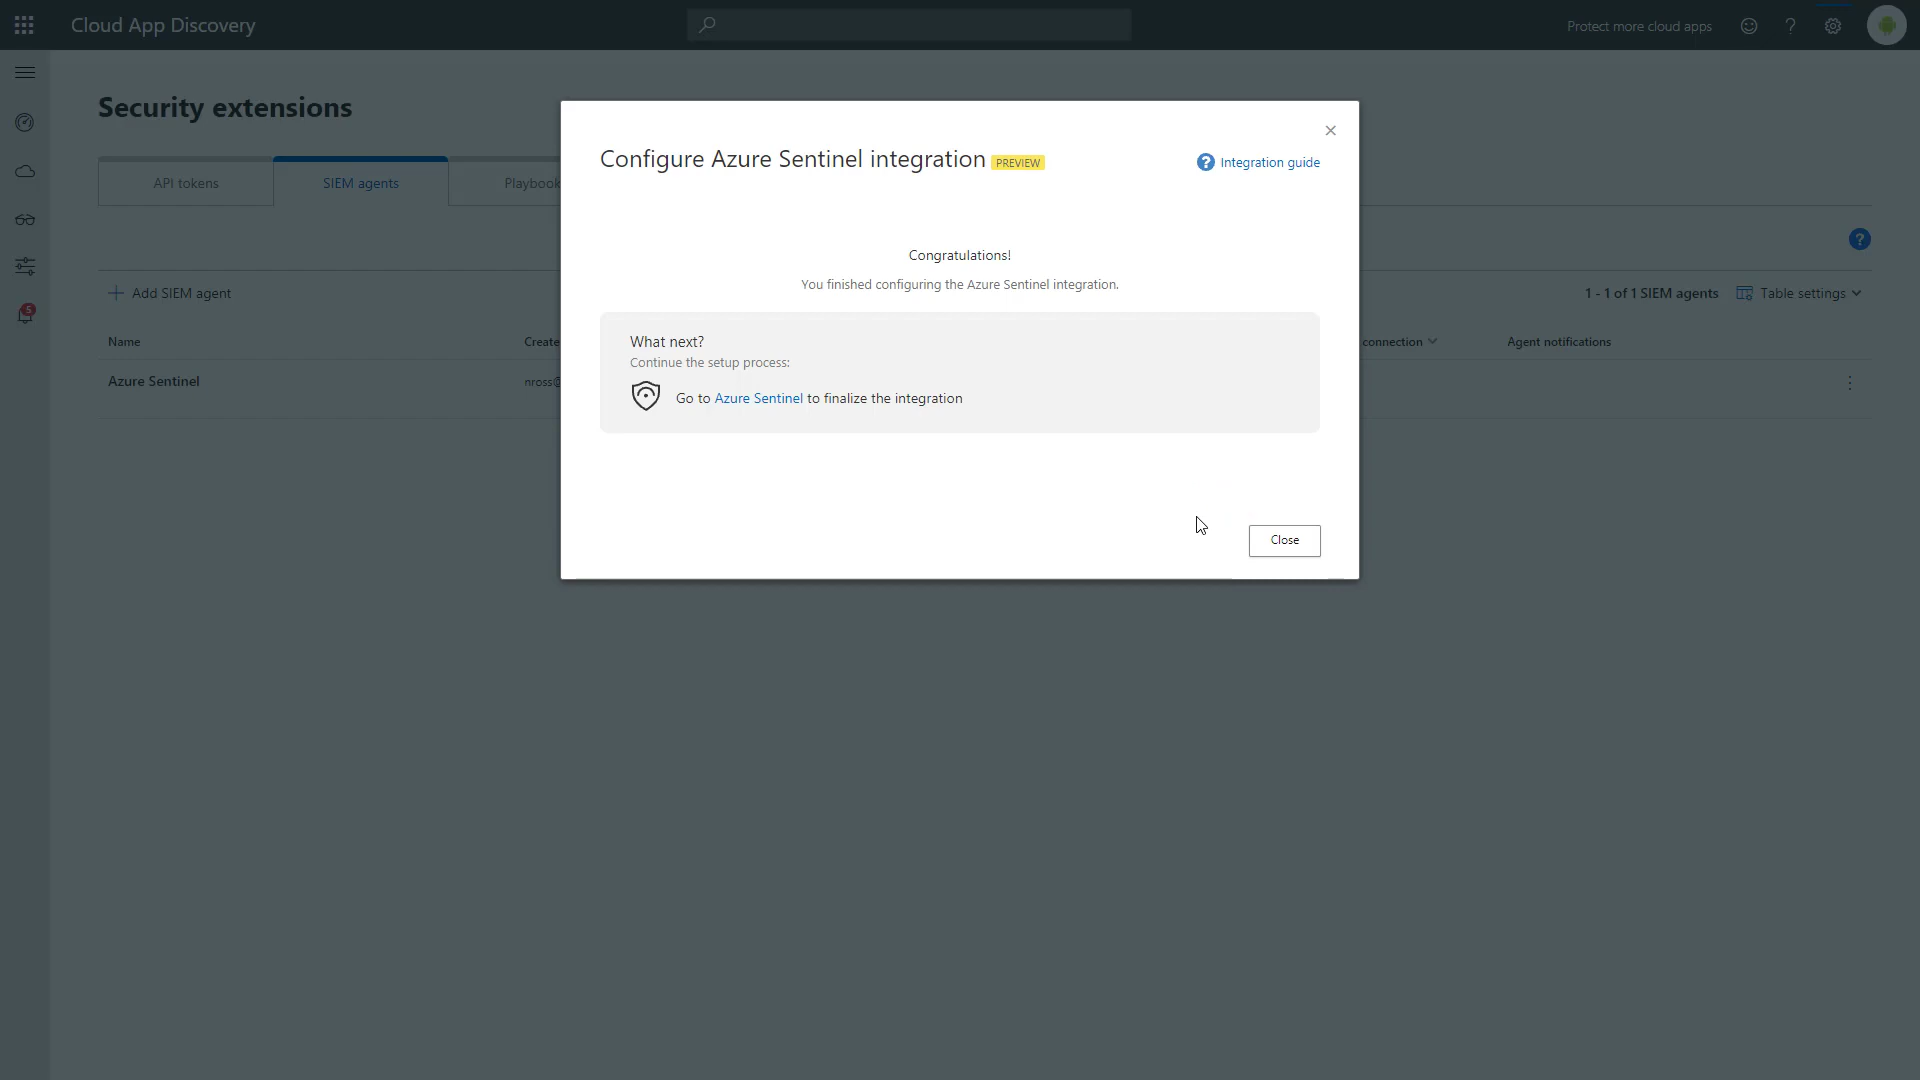 Cloud App Discovery
Protect more cloud apps
?
Security extensions
API tokens
SIEM agents
Playbook
?
Add SIEM agent
1 - 1 of 1 SIEM agents
Table settings
Name
Create
connection
Agent notifications
Azure Sentinel
nross@
5
Configure Azure Sentinel integration PREVIEW
? Integration guide
Congratulations!
You finished configuring the Azure Sentinel integration.
What next?
Continue the setup process:
Go to Azure Sentinel to finalize the integration
Close